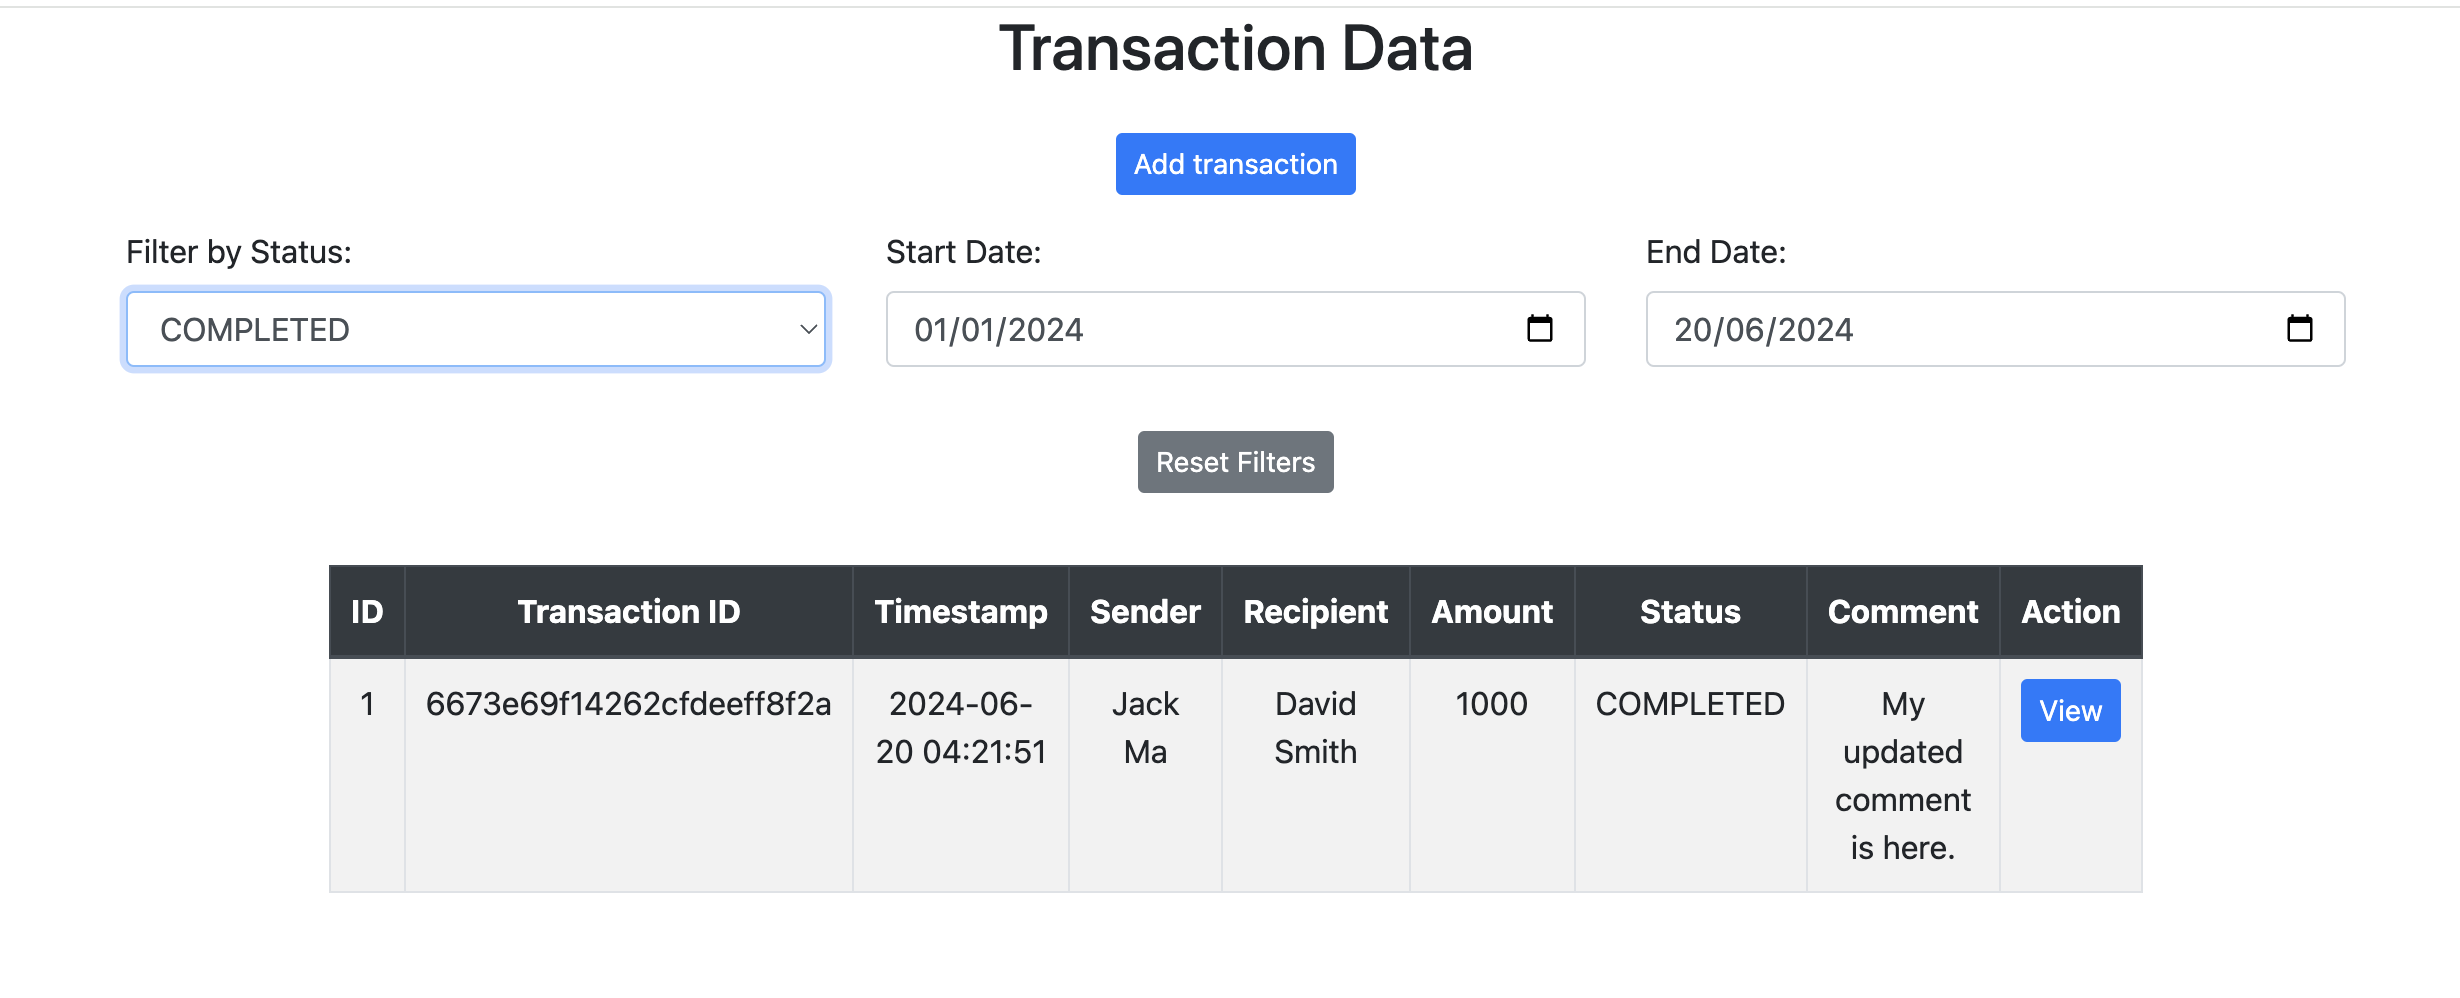 Transaction Data
Add transaction
Filter by Status:
Start Date:
End Date:
COMPLETED
01/01/2024
20/06/2024
Reset Filters
ID Transaction ID Timestamp Sender Recipient Amount Status Comment Action
1 6673e69f14262cfdeeff8f2a 2024-06- Jack David 1000 COMPLETED My View
20 04:21:51 Ma Smith updated
comment
is here.